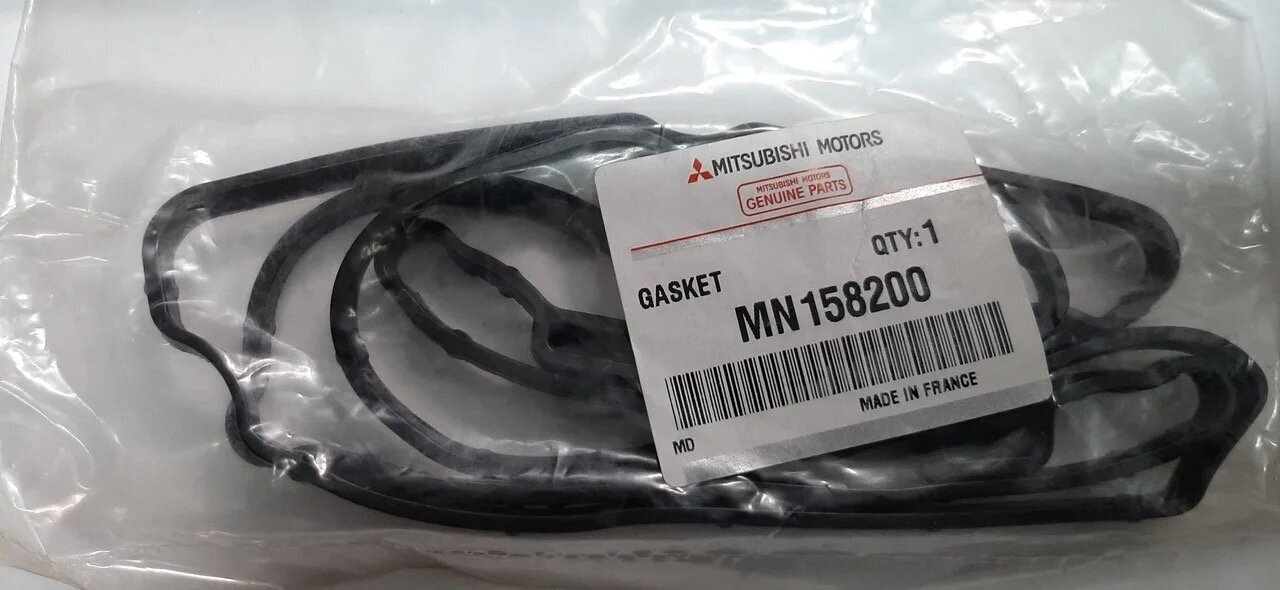 MITSUBISHI MOTORS
MITSUBISHI MOTORS
GENUINE PARTS
QTY: 1
GASKET
MN158200
MADE IN FRANCE
MD